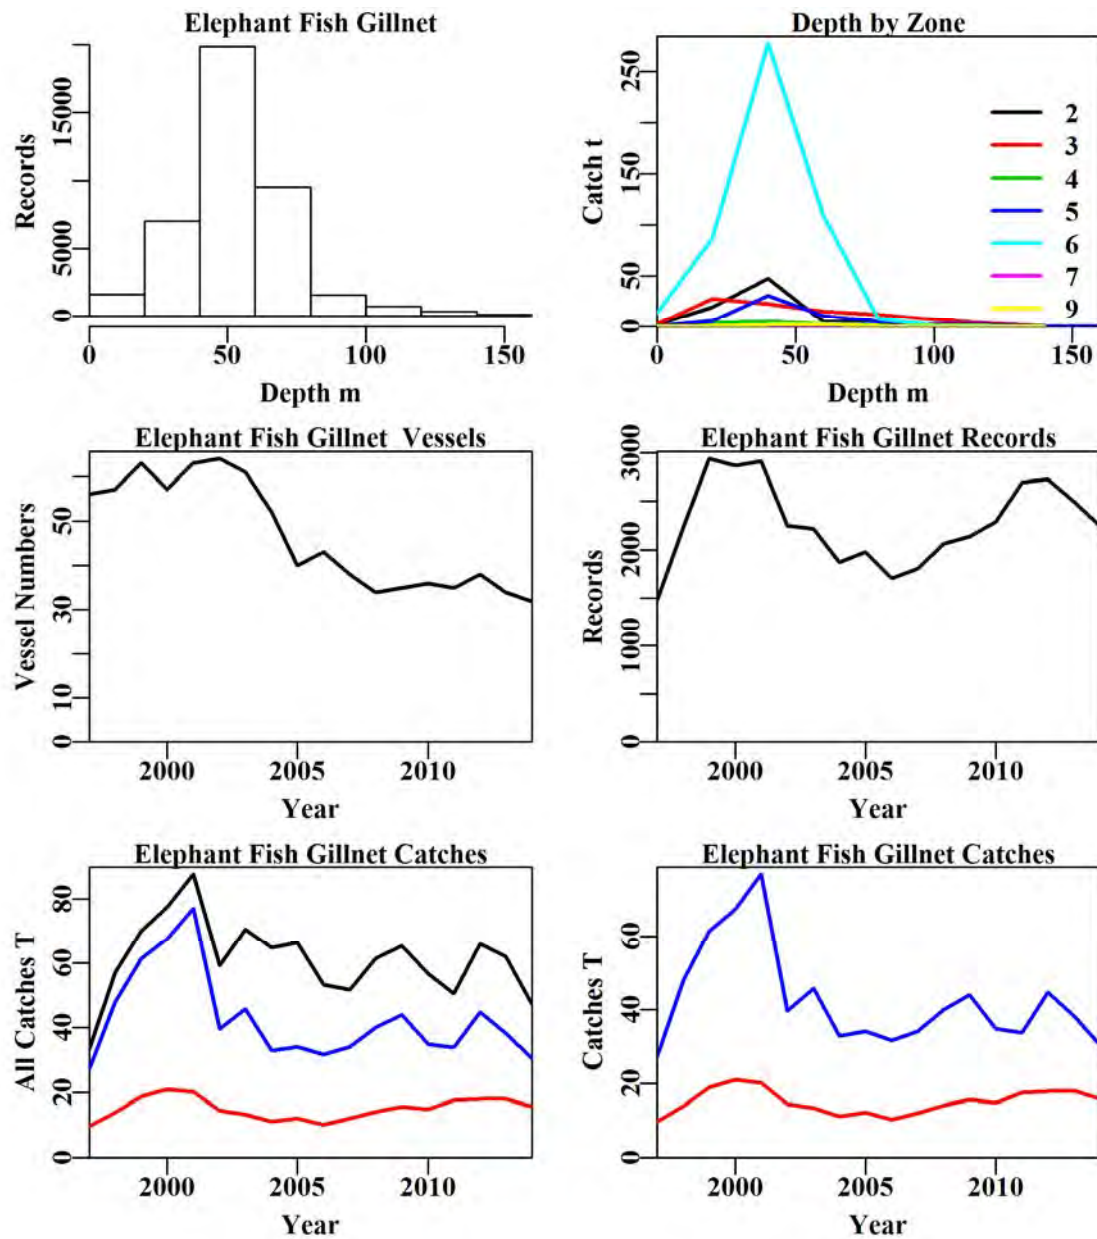 Elephant Fish Gillnet
Records
15000
5000
0
0 50 100 150
Depth m
Depth by Zone
Catch t
250
150
50
0
2
3
4
5
6
7
9
0 50 100 150
Depth m
Elephant Fish Gillnet Vessels
Vessel Numbers
50
30
10
0
2000 2005 2010
Year
Elephant Fish Gillnet Records
Records
3000
2000
1000
0
2000 2005 2010
Year
Elephant Fish Gillnet Catches
All Catches T
80
60
40
20
0
2000 2005 2010
Year
Elephant Fish Gillnet Catches
Catches T
60
40
20
0
2000 2005 2010
Year